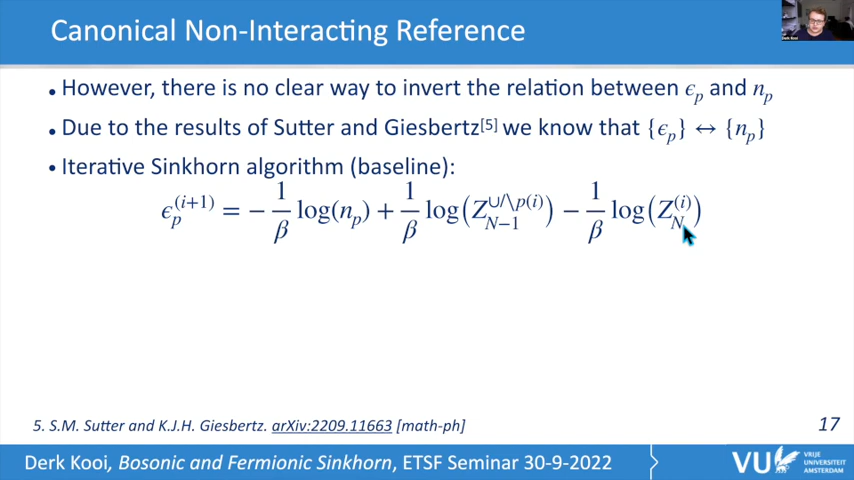 Canonical Non-Interacting Reference
Derk Kooi
• However, there is no clear way to invert the relation between ϵ_p and n_p
• Due to the results of Sutter and Giesbertz[5] we know that {ϵ_p} ↔ {n_p}
• Iterative Sinkhorn algorithm (baseline):
ϵ_p^(i+1) = − 1/β log(n_p) + 1/β log(Z_{N−1}^{∪/\p(i)}) − 1/β log(Z_N^(i))
5. S.M. Sutter and K.J.H. Giesbertz. arXiv:2209.11663 [math-ph]
17
Derk Kooi, Bosonic and Fermionic Sinkhorn, ETSF Seminar 30-9-2022
VU
VRIJE
UNIVERSITEIT
AMSTERDAM